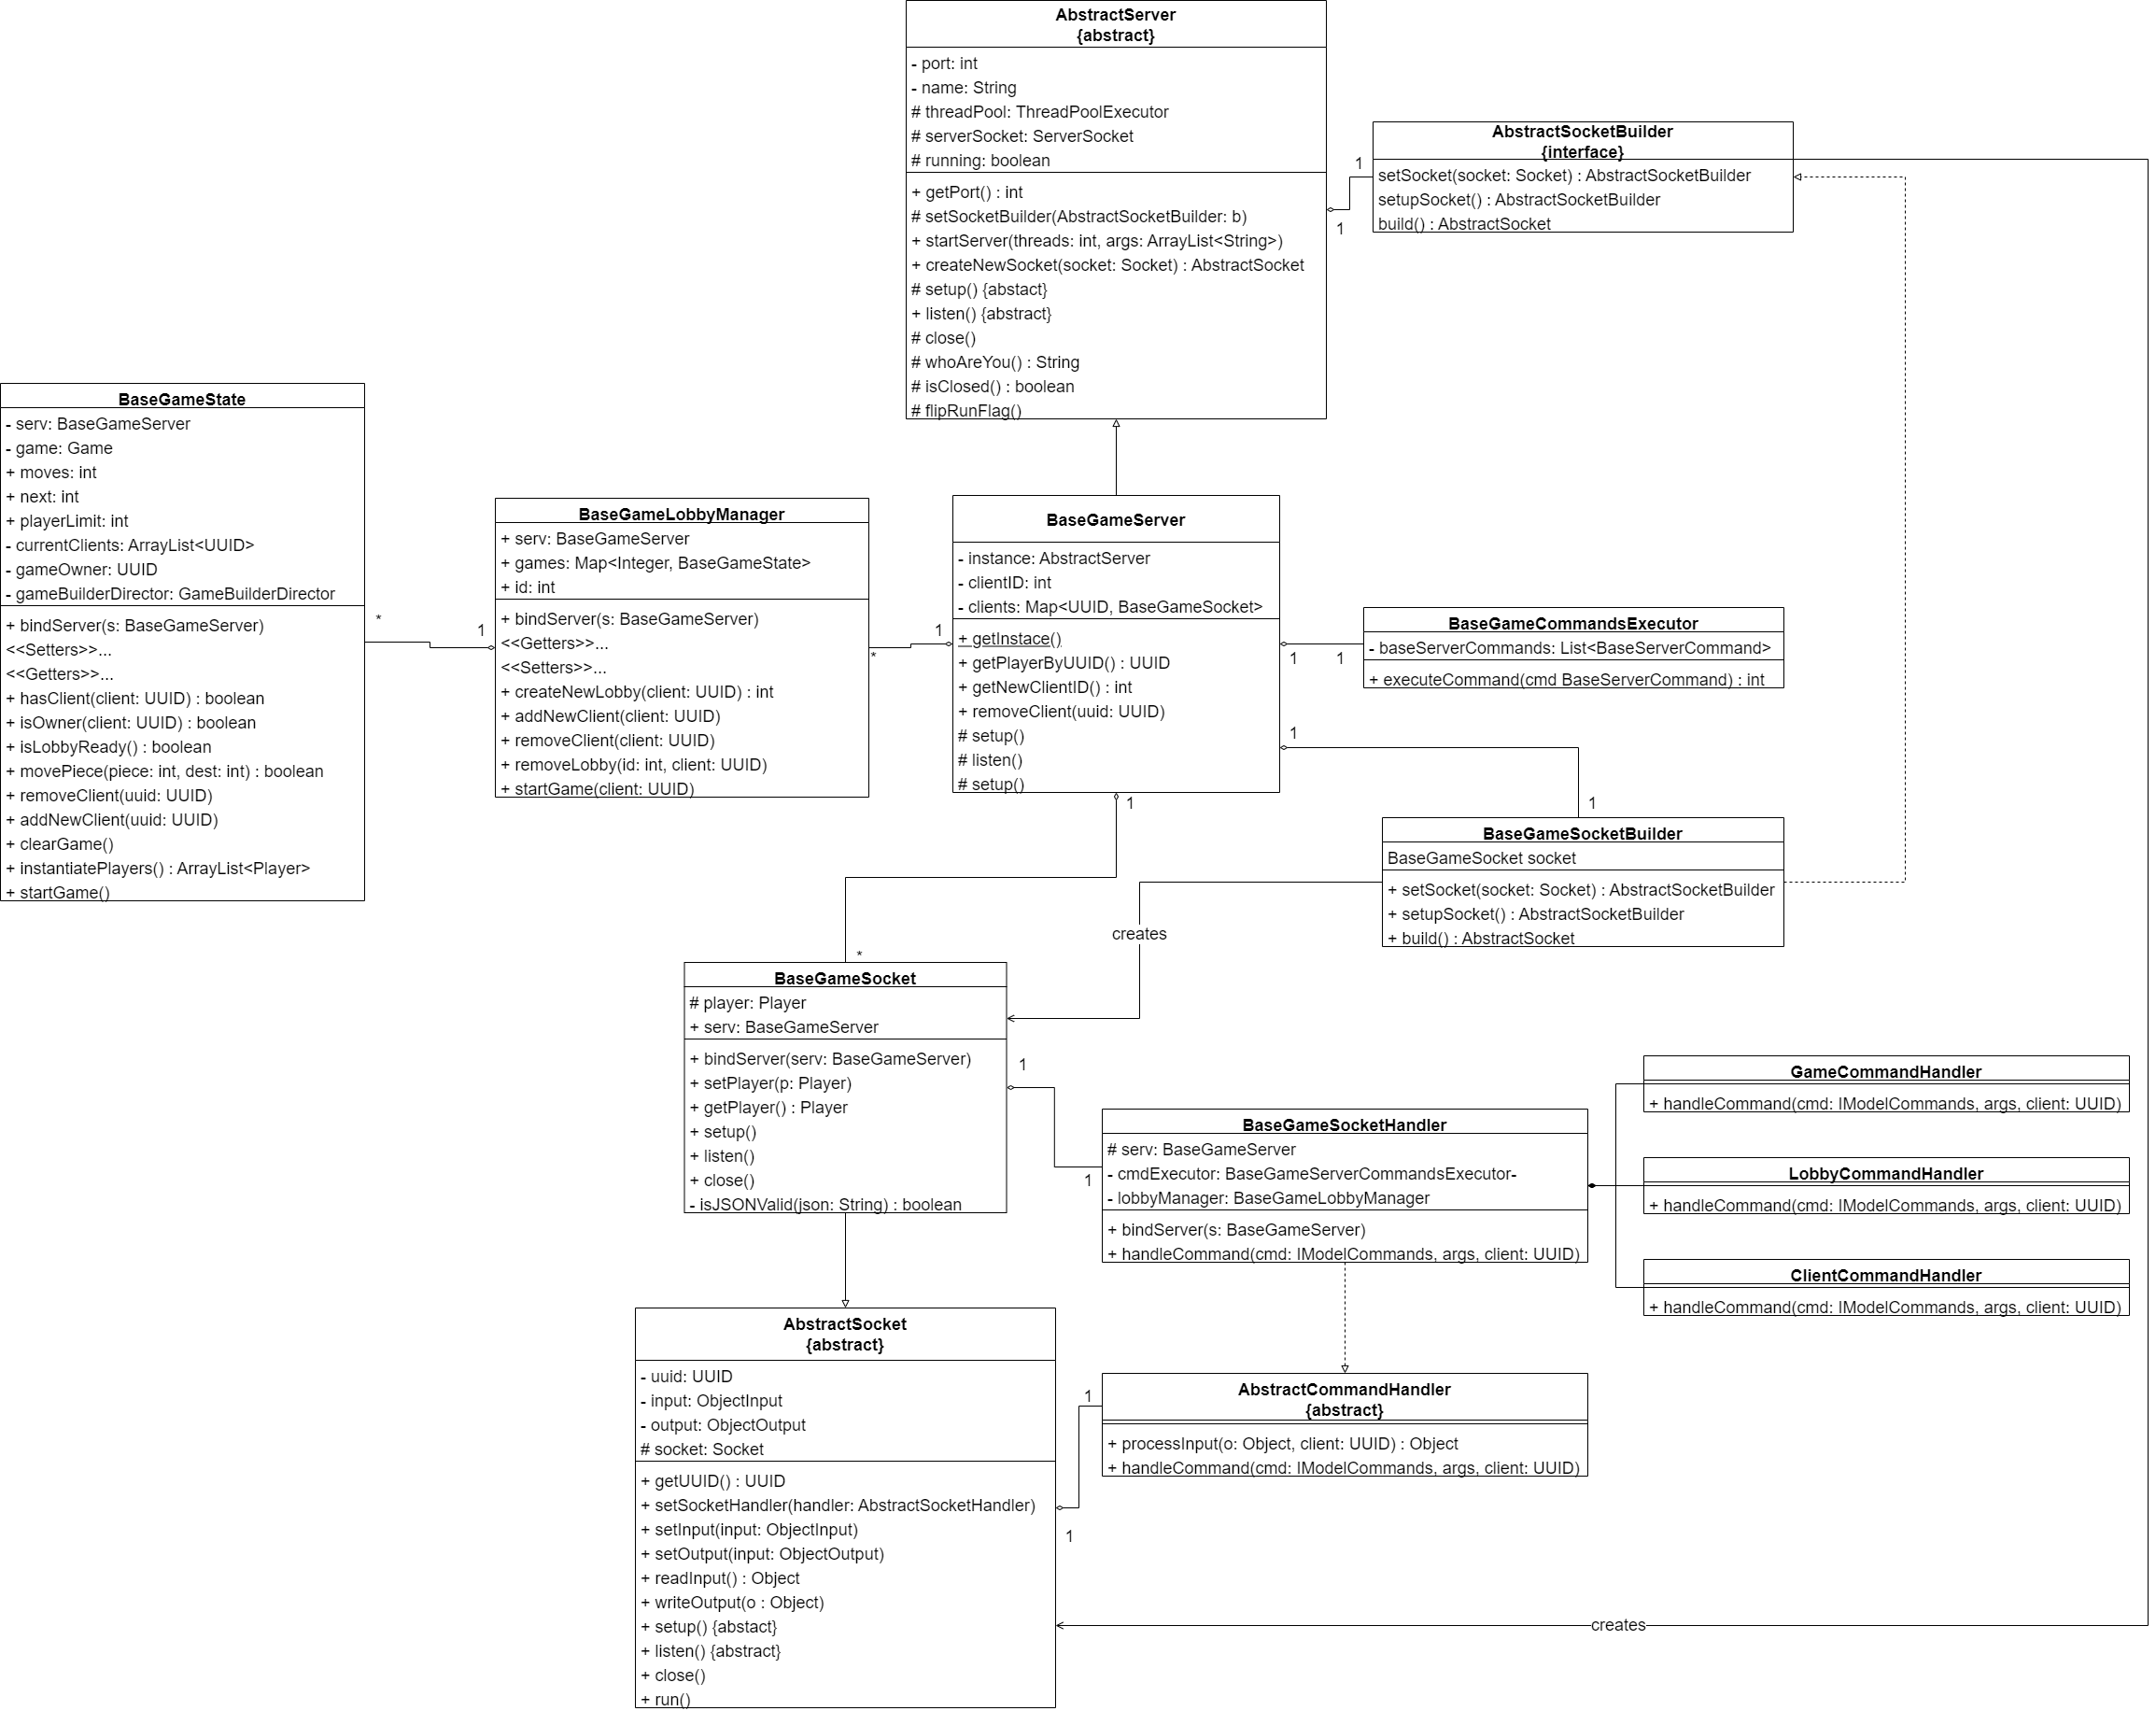 AbstractServer
{abstract}
- port: int
- name: String
# threadPool: ThreadPoolExecutor
# serverSocket: ServerSocket
# running: boolean
+ getPort() : int
# setSocketBuilder(AbstractSocketBuilder: b)
+ startServer(threads: int, args: ArrayList<String>)
+ createNewSocket(socket: Socket) : AbstractSocket
# setup() {abstact}
+ listen() {abstract}
# close()
# whoAreYou() : String
# isClosed() : boolean
# flipRunFlag()
1
1
AbstractSocketBuilder
{interface}
setSocket(socket: Socket) : AbstractSocketBuilder
setupSocket() : AbstractSocketBuilder
build() : AbstractSocket
BaseGameState
- serv: BaseGameServer
- game: Game
+ moves: int
+ next: int
+ playerLimit: int
- currentClients: ArrayList<UUID>
- gameOwner: UUID
- gameBuilderDirector: GameBuilderDirector
+ bindServer(s: BaseGameServer)
<<Setters>>...
<<Getters>>...
+ hasClient(client: UUID) : boolean
+ isOwner(client: UUID) : boolean
+ isLobbyReady() : boolean
+ movePiece(piece: int, dest: int) : boolean
+ removeClient(uuid: UUID)
+ addNewClient(uuid: UUID)
+ clearGame()
+ instantiatePlayers() : ArrayList<Player>
+ startGame()
*
1
BaseGameLobbyManager
+ serv: BaseGameServer
+ games: Map<Integer, BaseGameState>
+ id: int
+ bindServer(s: BaseGameServer)
<<Getters>>...
<<Setters>>...
+ createNewLobby(client: UUID) : int
+ addNewClient(client: UUID)
+ removeClient(client: UUID)
+ removeLobby(id: int, client: UUID)
+ startGame(client: UUID)
*
1
BaseGameServer
- instance: AbstractServer
- clientID: int
- clients: Map<UUID, BaseGameSocket>
+ getInstace()
+ getPlayerByUUID() : UUID
+ getNewClientID() : int
+ removeClient(uuid: UUID)
# setup()
# listen()
# setup()
1
1
BaseGameCommandsExecutor
- baseServerCommands: List<BaseServerCommand>
+ executeCommand(cmd BaseServerCommand) : int
1
1
BaseGameSocketBuilder
BaseGameSocket socket
+ setSocket(socket: Socket) : AbstractSocketBuilder
+ setupSocket() : AbstractSocketBuilder
+ build() : AbstractSocket
1
*
creates
BaseGameSocket
# player: Player
+ serv: BaseGameServer
+ bindServer(serv: BaseGameServer)
+ setPlayer(p: Player)
+ getPlayer() : Player
+ setup()
+ listen()
+ close()
- isJSONValid(json: String) : boolean
1
1
BaseGameSocketHandler
# serv: BaseGameServer
- cmdExecutor: BaseGameServerCommandsExecutor-
- lobbyManager: BaseGameLobbyManager
+ bindServer(s: BaseGameServer)
+ handleCommand(cmd: IModelCommands, args, client: UUID)
GameCommandHandler
+ handleCommand(cmd: IModelCommands, args, client: UUID)
LobbyCommandHandler
+ handleCommand(cmd: IModelCommands, args, client: UUID)
ClientCommandHandler
+ handleCommand(cmd: IModelCommands, args, client: UUID)
AbstractSocket
{abstract}
- uuid: UUID
- input: ObjectInput
- output: ObjectOutput
# socket: Socket
+ getUUID() : UUID
+ setSocketHandler(handler: AbstractSocketHandler)
+ setInput(input: ObjectInput)
+ setOutput(input: ObjectOutput)
+ readInput() : Object
+ writeOutput(o : Object)
+ setup() {abstact}
+ listen() {abstract}
+ close()
+ run()
1
1
AbstractCommandHandler
{abstract}
+ processInput(o: Object, client: UUID) : Object
+ handleCommand(cmd: IModelCommands, args, client: UUID)
creates